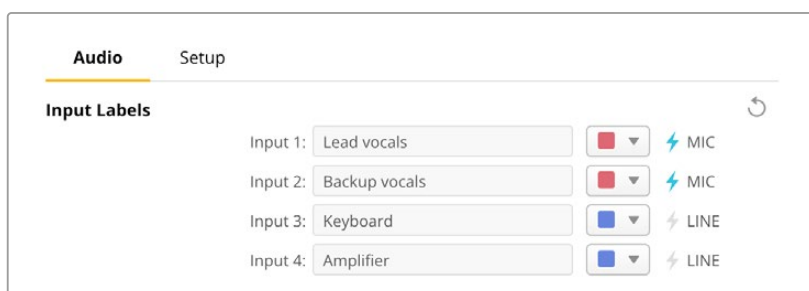 Audio Setup
Input Labels
Input 1: Lead vocals MIC
Input 2: Backup vocals MIC
Input 3: Keyboard LINE
Input 4: Amplifier LINE